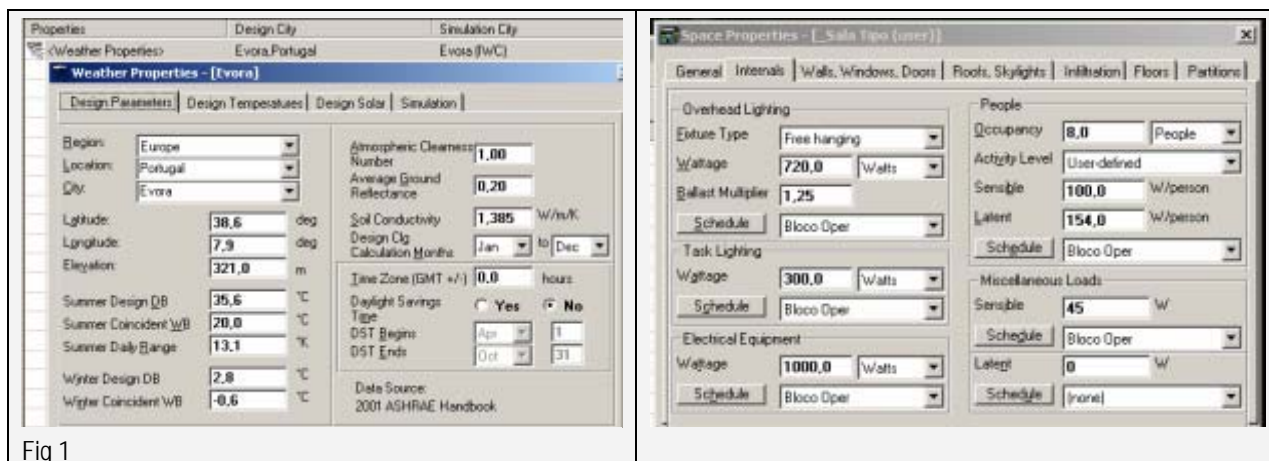 Properties Design City Simulation City
<Weather Properties> Evora,Portugal Evora (IWC)
Weather Properties - [Evora]
Design Parameters Design Temperatures Design Solar Simulation
Region: Europe
Location: Portugal
City: Evora
Latitude: 38,6 deg
Longitude: 7,9 deg
Elevation: 321,0 m
Summer Design DB 35,6 °C
Summer Coincident WB 20,0 °C
Summer Daily Range 13,1 °K
Winter Design DB 2,8 °C
Winter Coincident WB -0,6 °C
Atmospheric Clearness
Number 1,00
Average Ground
Reflectance 0,20
Soil Conductivity 1,385 W/m/K
Design Clg
Calculation Months Jan to Dec
Time Zone (GMT +/-) 0,0 hours
Daylight Savings
Time Yes No
DST Begins Apr 1
DST Ends Oct 31
Data Source:
2001 ASHRAE Handbook
Fig 1
Space Properties - [_Sala Tipo (user)]
General Internals Walls, Windows, Doors Roofs, Skylights Infiltration Floors Partitions
Overhead Lighting
Fixture Type Free hanging
Wattage 720,0 Watts
Ballast Multiplier 1,25
Schedule Bloco Oper
Task Lighting
Wattage 300,0 Watts
Schedule Bloco Oper
Electrical Equipment
Wattage 1000,0 Watts
Schedule Bloco Oper
People
Occupancy 8,0 People
Activity Level User-defined
Sensible 100,0 W/person
Latent 154,0 W/person
Schedule Bloco Oper
Miscellaneous Loads
Sensible 45 W
Schedule Bloco Oper
Latent 0 W
Schedule (none)